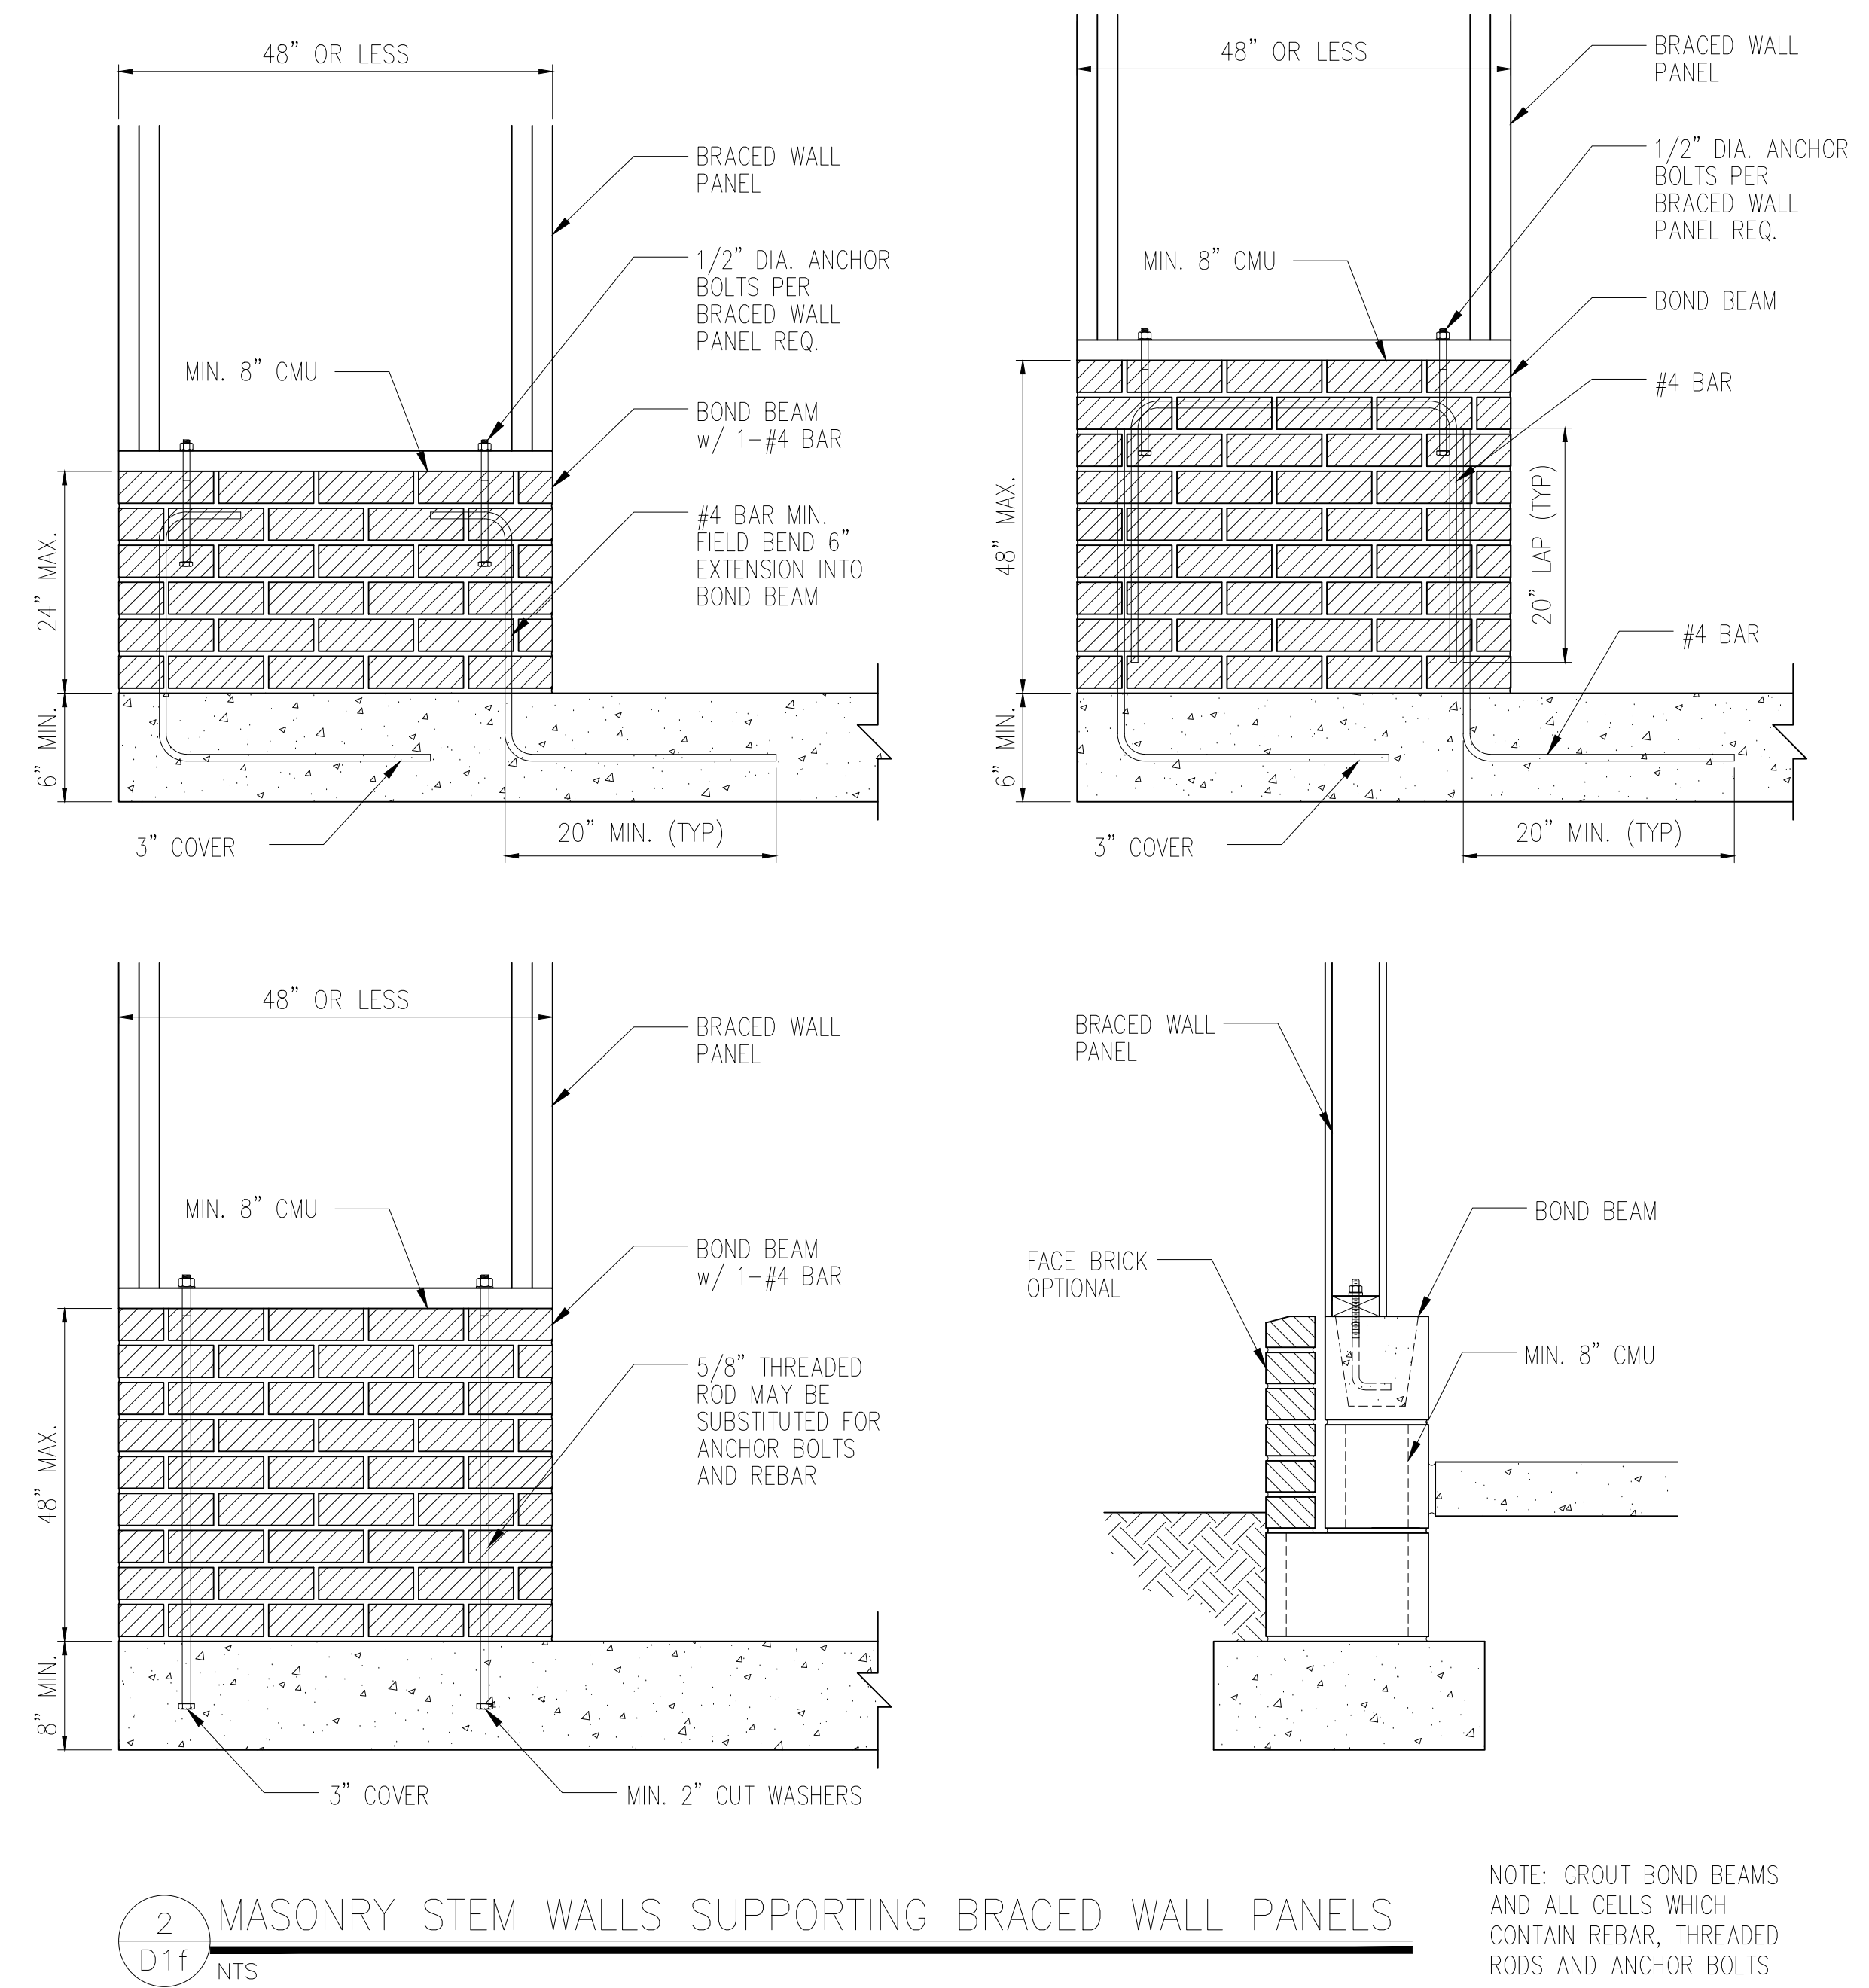 48" OR LESS
BRACED WALL
PANEL
1/2" DIA. ANCHOR
BOLTS PER
BRACED WALL
PANEL REQ.
MIN. 8" CMU
BOND BEAM
w/ 1-#4 BAR
#4 BAR MIN.
FIELD BEND 6"
EXTENSION INTO
BOND BEAM
24" MAX.
6" MIN.
3" COVER
20" MIN. (TYP)
48" OR LESS
BRACED WALL
PANEL
1/2" DIA. ANCHOR
BOLTS PER
BRACED WALL
PANEL REQ.
MIN. 8" CMU
BOND BEAM
#4 BAR
48" MAX.
20" LAP (TYP)
#4 BAR
6" MIN.
3" COVER
20" MIN. (TYP)
48" OR LESS
BRACED WALL
PANEL
MIN. 8" CMU
BOND BEAM
w/ 1-#4 BAR
5/8" THREADED
ROD MAY BE
SUBSTITUTED FOR
ANCHOR BOLTS
AND REBAR
48" MAX.
8" MIN.
3" COVER
MIN. 2" CUT WASHERS
BRACED WALL
PANEL
BOND BEAM
FACE BRICK
OPTIONAL
MIN. 8" CMU
2
D1f
MASONRY STEM WALLS SUPPORTING BRACED WALL PANELS
NTS
NOTE: GROUT BOND BEAMS
AND ALL CELLS WHICH
CONTAIN REBAR, THREADED
RODS AND ANCHOR BOLTS